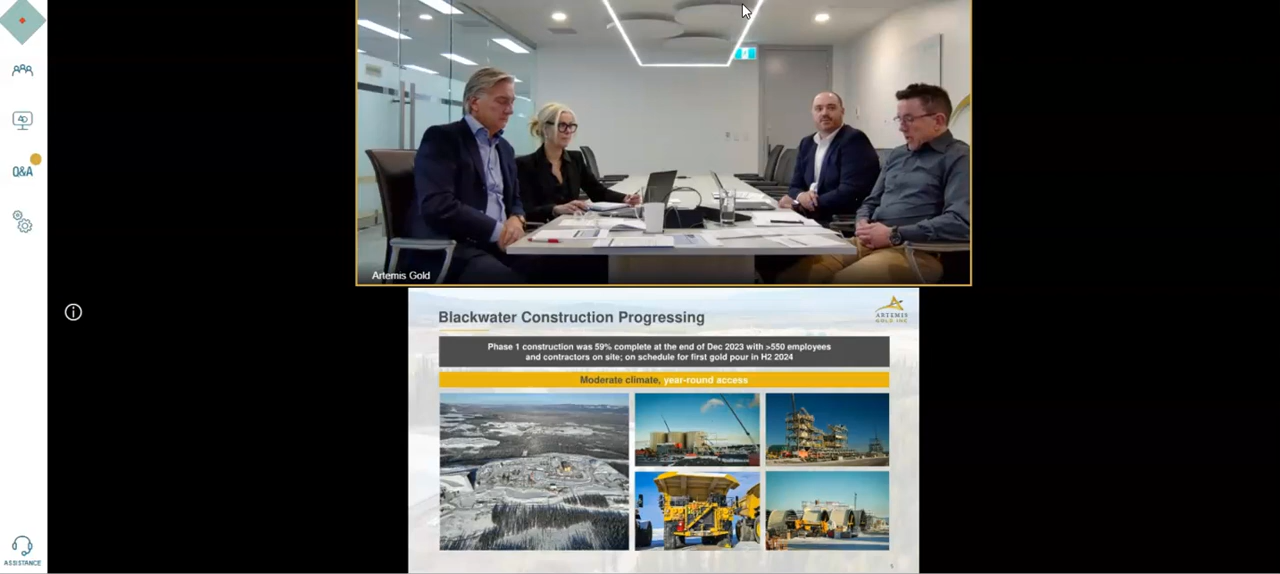 Q&A
ASSISTANCE
Artemis Gold
Blackwater Construction Progressing
ARTEMIS
GOLD INC
Phase 1 construction was 59% complete at the end of Dec 2023 with >550 employees
and contractors on site; on schedule for first gold pour in H2 2024
Moderate climate, year-round access